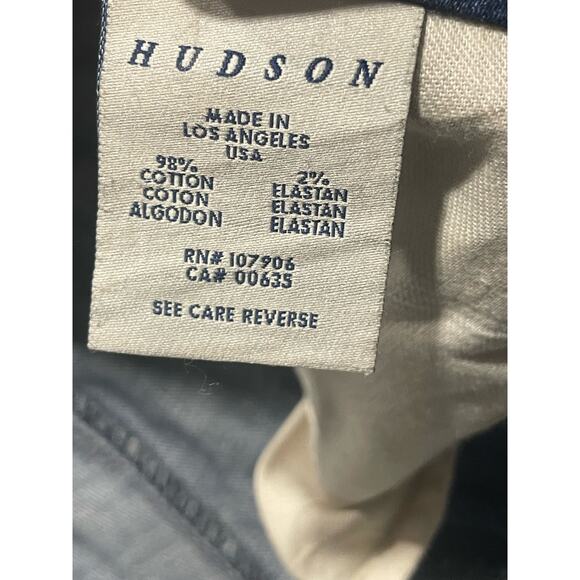 HUDSON
MADE IN
LOS ANGELES
USA
98% 2%
COTTON ELASTAN
COTON ELASTAN
ALGODON ELASTAN
RN# 107906
CA# 00635
SEE CARE REVERSE